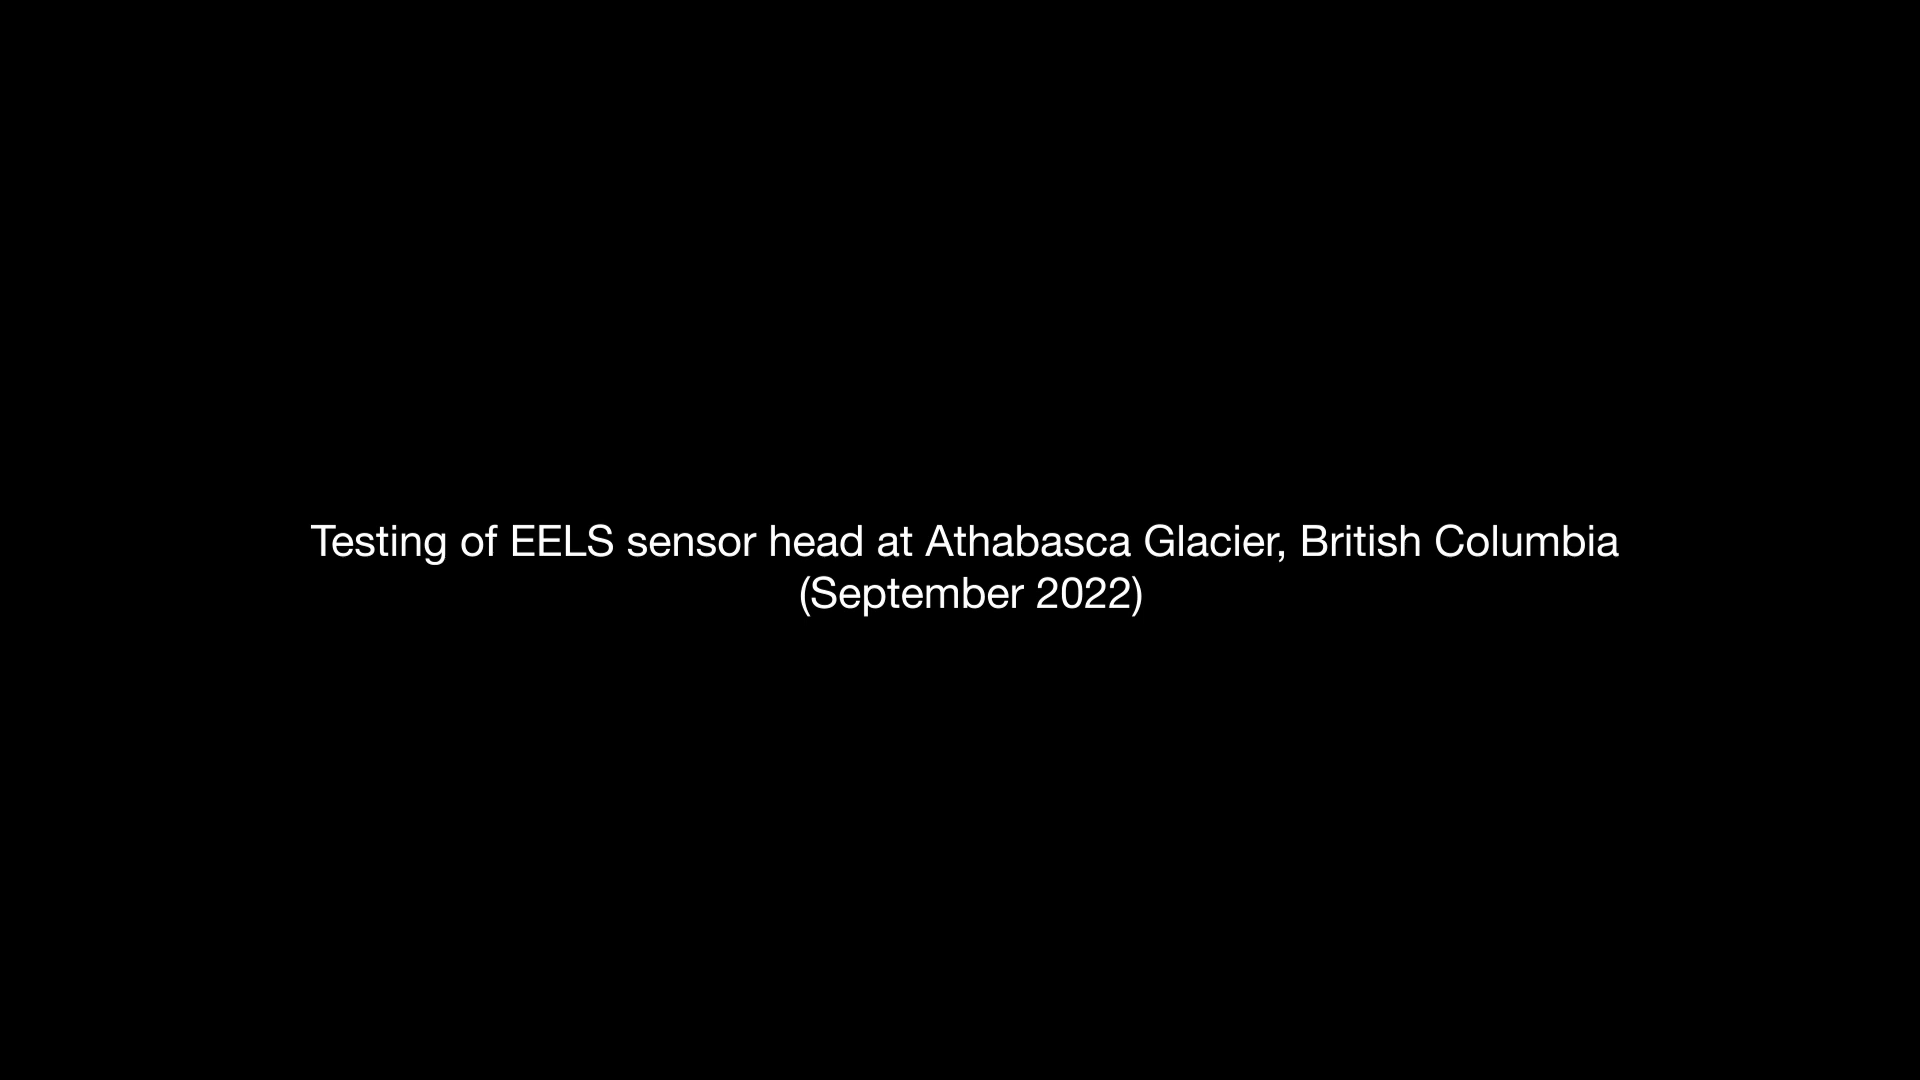 Testing of EELS sensor head at Athabasca Glacier, British Columbia
(September 2022)